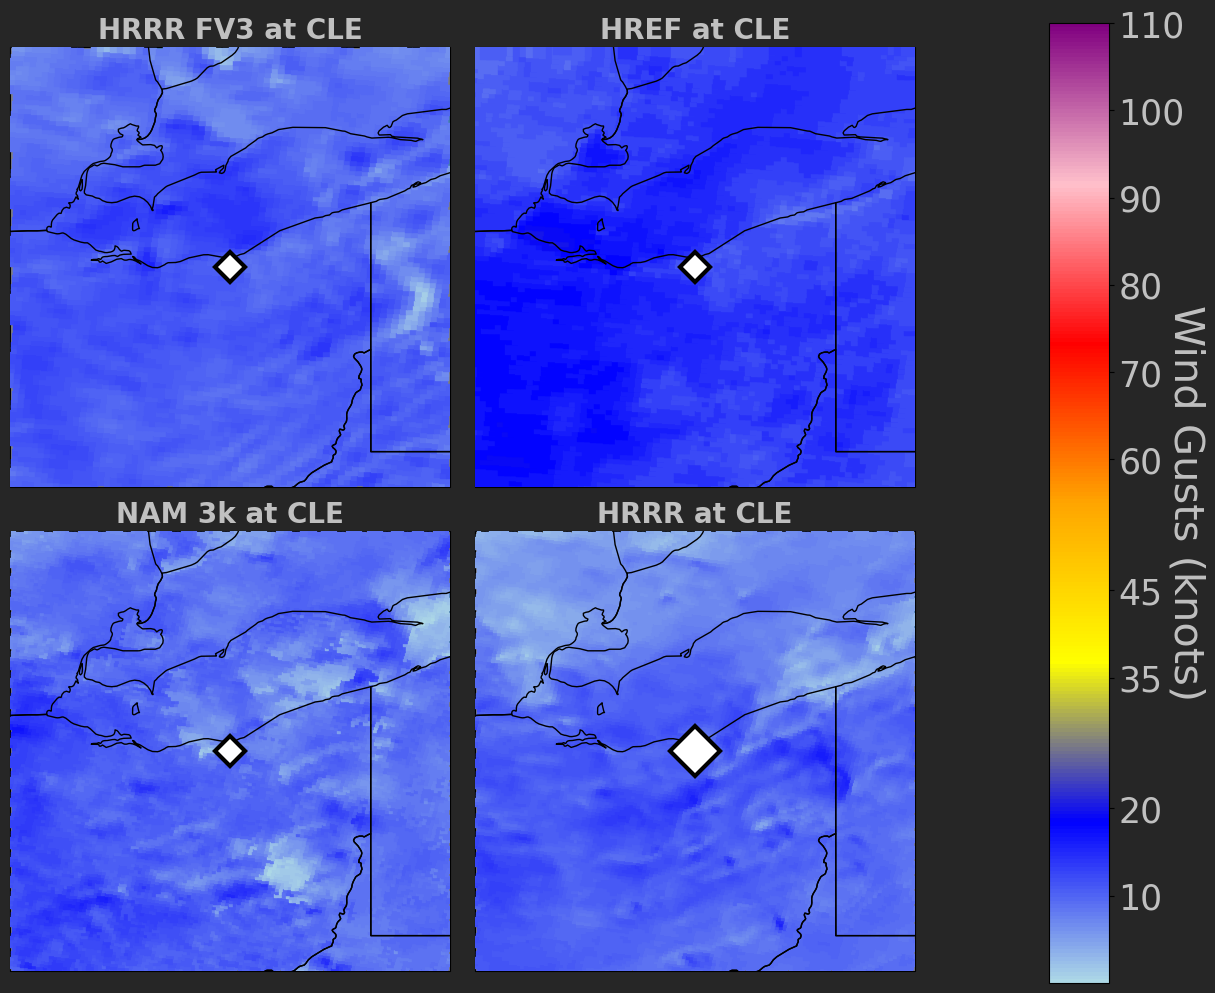 HRRR FV3 at CLE
HREF at CLE
NAM 3k at CLE
HRRR at CLE
110
100
90
80
70
60
45
35
20
10
Wind Gusts (knots)